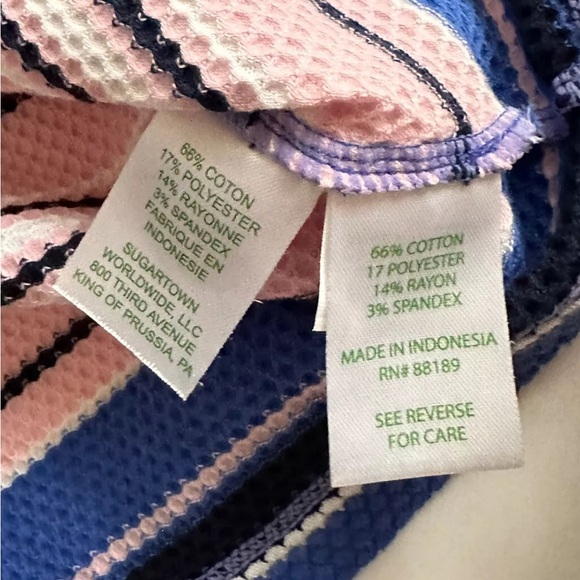 66% COTON
17% POLYESTER
14% RAYONNE
3% SPANDEX
FABRIQUE EN
INDONESIE
SUGARTOWN
WORLDWIDE, LLC
800 THIRD AVENUE
KING OF PRUSSIA, PA
66% COTTON
17 POLYESTER
14% RAYON
3% SPANDEX
MADE IN INDONESIA
RN# 88189
SEE REVERSE
FOR CARE